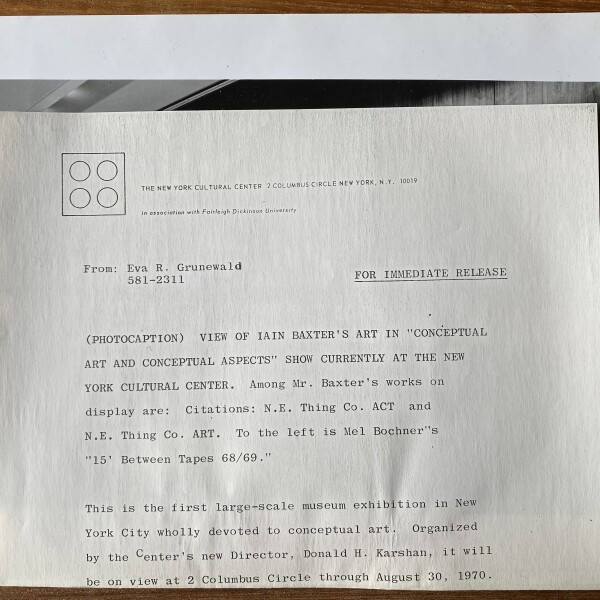 THE NEW YORK CULTURAL CENTER 2 COLUMBUS CIRCLE NEW YORK, N.Y. 10019
in association with Fairleigh Dickinson University
From: Eva R. Grunewald
581-2311
FOR IMMEDIATE RELEASE
(PHOTOCAPTION) VIEW OF IAIN BAXTER'S ART IN "CONCEPTUAL
ART AND CONCEPTUAL ASPECTS" SHOW CURRENTLY AT THE NEW
YORK CULTURAL CENTER. Among Mr. Baxter's works on
display are: Citations: N.E. Thing Co. ACT and
N.E. Thing Co. ART. To the left is Mel Bochner"s
"15' Between Tapes 68/69."
This is the first large-scale museum exhibition in New
York City wholly devoted to conceptual art. Organized
by the Center's new Director, Donald H. Karshan, it will
be on view at 2 Columbus Circle through August 30, 1970.